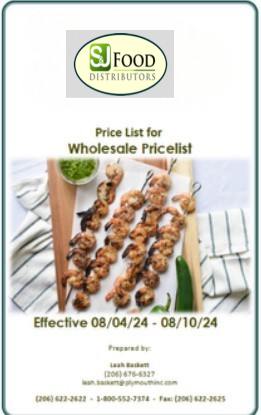 SJ FOOD
DISTRIBUTORS
Price List for
Wholesale Pricelist
Effective 08/04/24 - 08/10/24
Prepared by:
Leah Baskett
(206) 676-6327
leah.baskett@plymouthinc.com
(206) 622-2622 - 1-800-552-7374 - Fax: (206) 622-2625